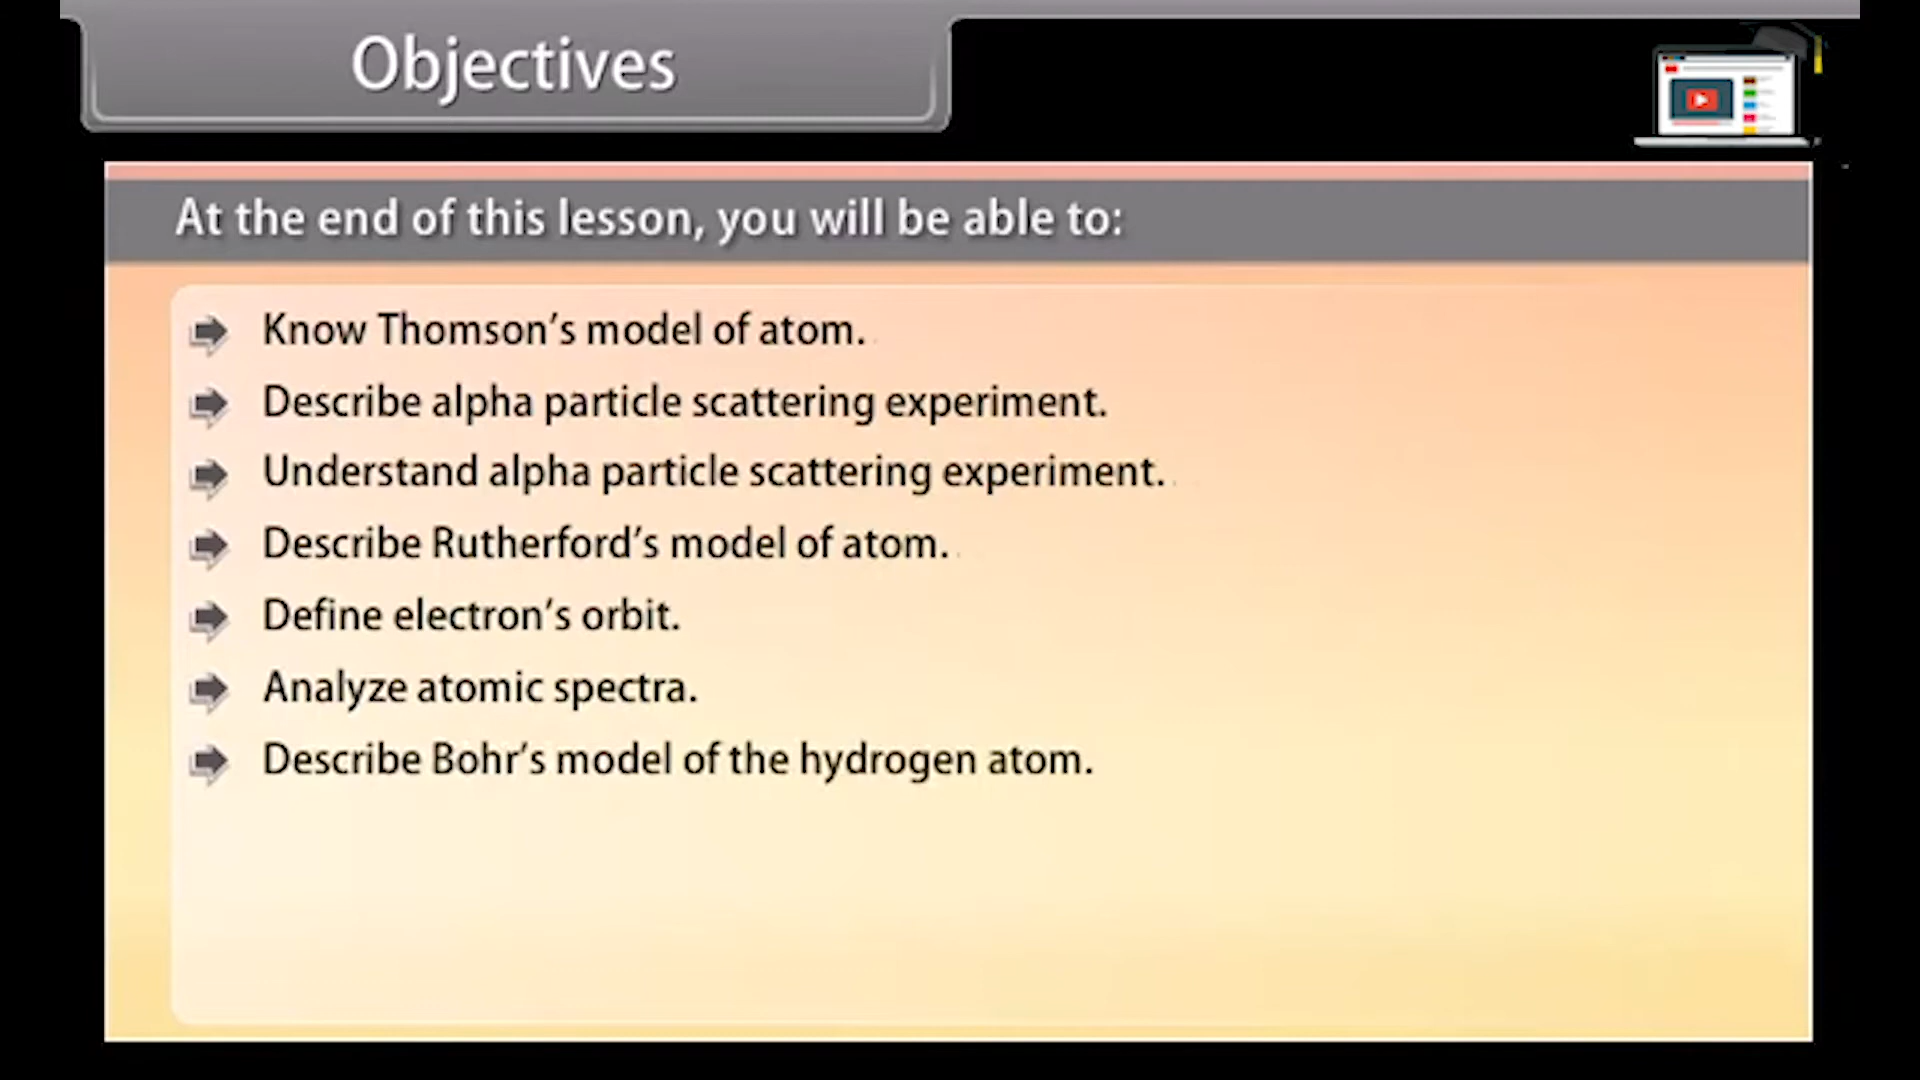 Objectives
At the end of this lesson, you will be able to:
Know Thomson’s model of atom.
Describe alpha particle scattering experiment.
Understand alpha particle scattering experiment.
Describe Rutherford’s model of atom.
Define electron’s orbit.
Analyze atomic spectra.
Describe Bohr’s model of the hydrogen atom.